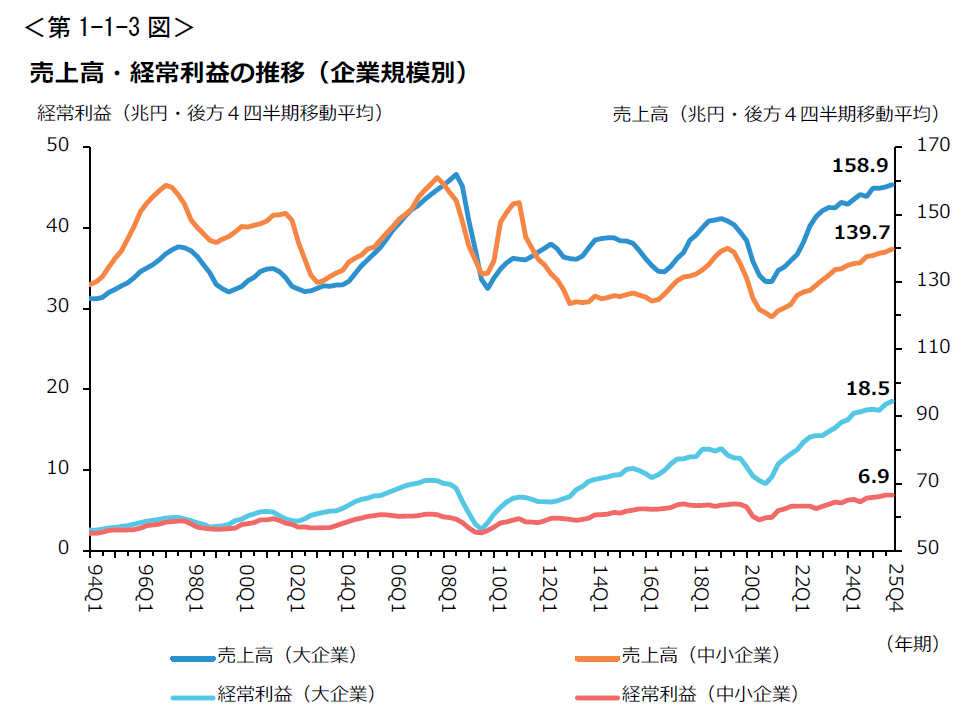 ＜第1-1-3図＞
売上高・経常利益の推移（企業規模別）
経常利益（兆円・後方４四半期移動平均） 売上高（兆円・後方４四半期移動平均）
50 170
158.9
40 150
139.7
30 130
110
20 18.5 90
10 6.9 70
0 50
94Q1 96Q1 98Q1 00Q1 02Q1 04Q1 06Q1 08Q1 10Q1 12Q1 14Q1 16Q1 18Q1 20Q1 22Q1 24Q1 25Q4
（年期）
売上高（大企業） 売上高（中小企業）
経常利益（大企業） 経常利益（中小企業）